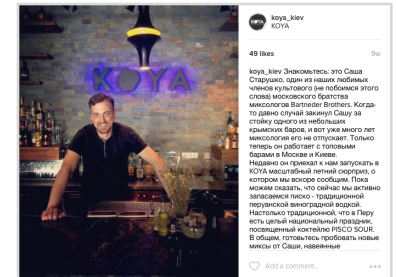 KOYA
koya_kiev
KOYA
49 likes
9w
koya_kiev Знакомьтесь: это Саша
Старушко, один из наших любимых
членов культового (не побоимся этого
слова) московского братства
миксологов Bartneder Brothers. Когда-
то давно случай закинул Сашу за
стойку одного из небольших
крымских баров, и вот уже много лет
миксология его не отпускает. Только
теперь он работает с топовыми
барами в Москве и Киеве.
Недавно он приехал к нам запускать в
KOYA масштабный летний сюрприз, о
котором мы вскоре сообщим. Пока
можем сказать, что сейчас мы активно
запасаемся писко - традиционной
перуанской виноградной водкой.
Настолько традиционной, что в Перу
есть целый национальный праздник,
посвященный коктейлю PISCO SOUR.
В общем, готовьтесь пробовать новые
миксы от Саши, навеянные
Add a comment...